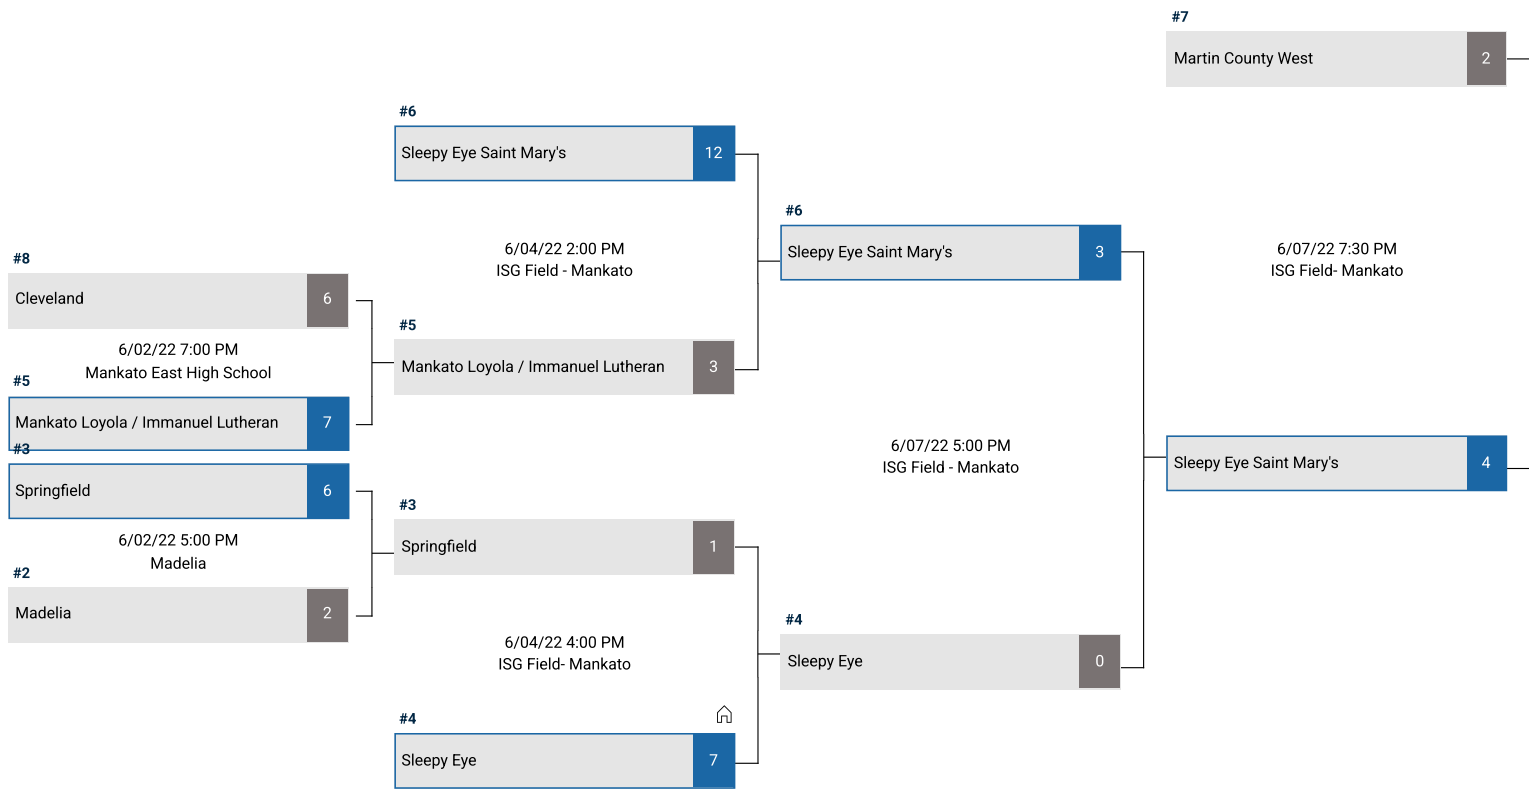 #7
Martin County West
2
#6
Sleepy Eye Saint Mary's
12
#6
Sleepy Eye Saint Mary's
3
6/04/22 2:00 PM
ISG Field - Mankato
6/07/22 7:30 PM
ISG Field- Mankato
#8
Cleveland
6
6/02/22 7:00 PM
Mankato East High School
#5
Mankato Loyola / Immanuel Lutheran
7
#5
Mankato Loyola / Immanuel Lutheran
3
#3
Springfield
6
6/02/22 5:00 PM
Madelia
#2
Madelia
2
#3
Springfield
1
6/07/22 5:00 PM
ISG Field - Mankato
Sleepy Eye Saint Mary's
4
6/04/22 4:00 PM
ISG Field- Mankato
#4
Sleepy Eye
0
#4
Sleepy Eye
7